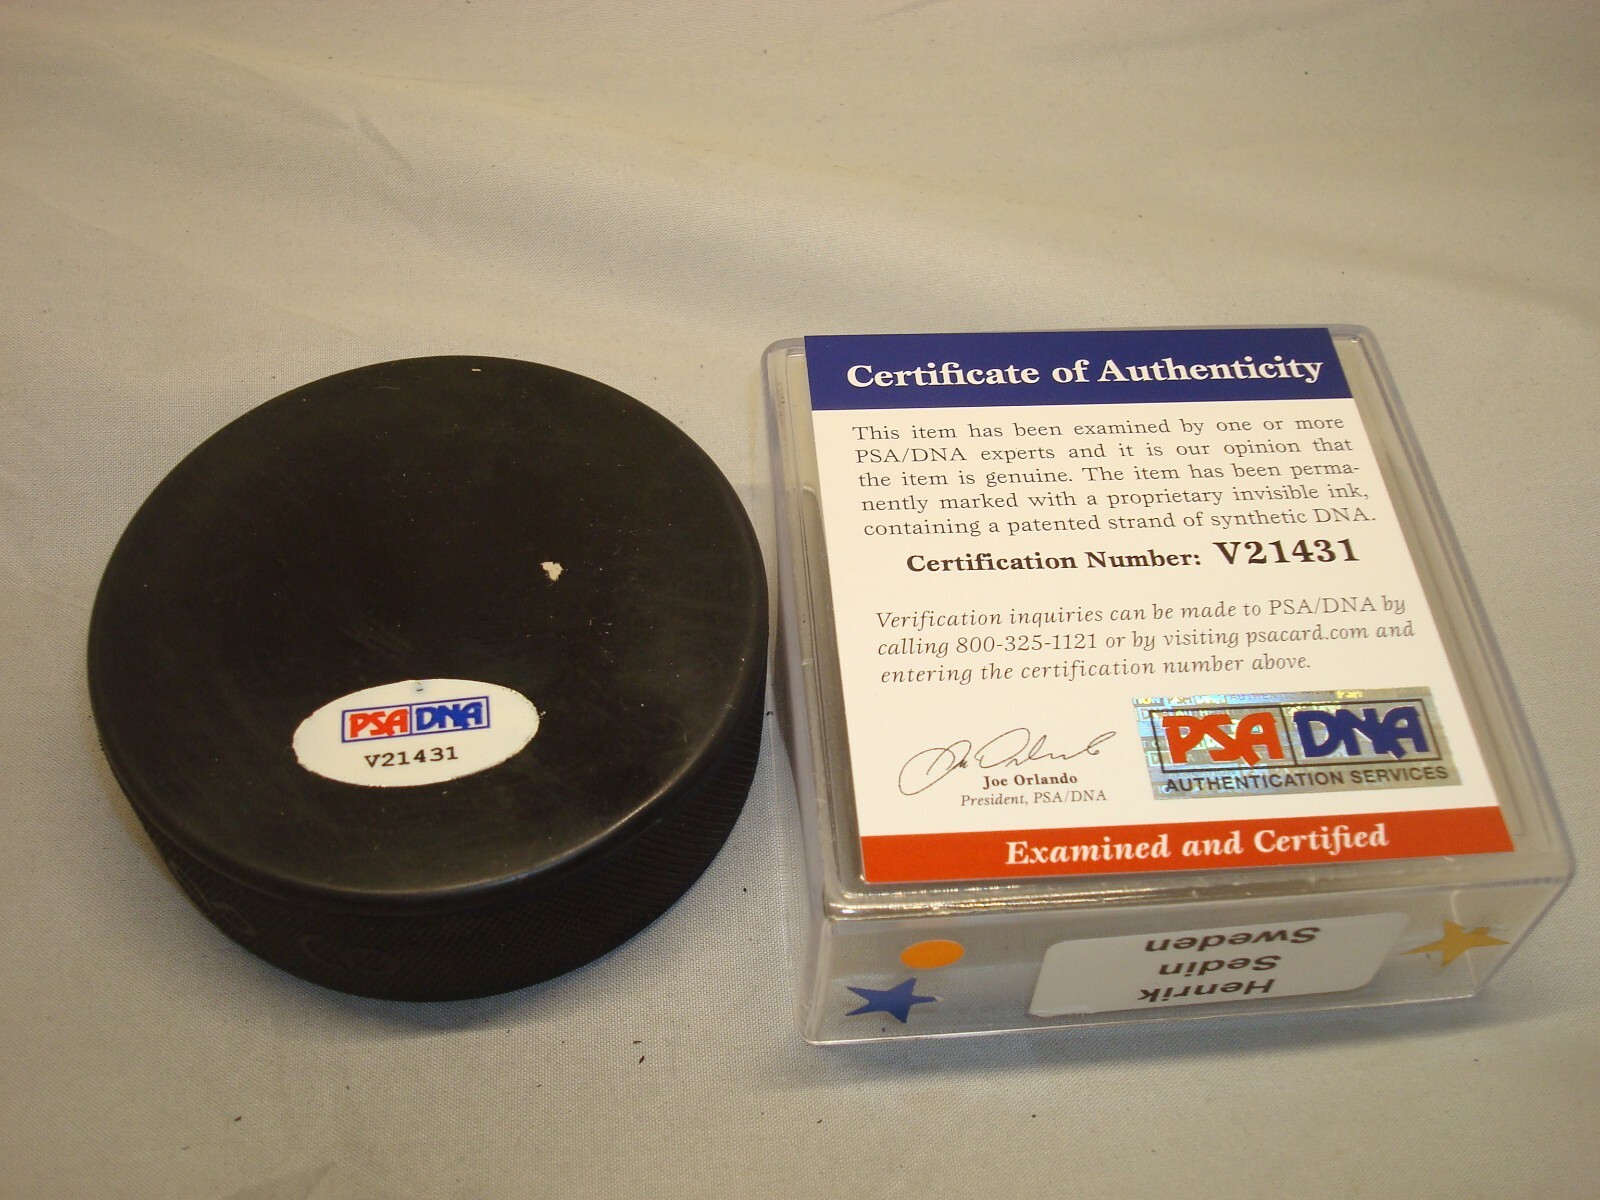 PSA DNA
V21431
Certificate of Authenticity
This item has been examined by one or more
PSA/DNA experts and it is our opinion that
the item is genuine. The item has been perma-
nently marked with a proprietary invisible ink,
containing a patented strand of synthetic DNA.
Certification Number: V21431
Verification inquiries can be made to PSA/DNA by
calling 800-325-1121 or by visiting psacard.com and
entering the certification number above.
Joe Orlando
President, PSA/DNA
PSA DNA
AUTHENTICATION SERVICES
Examined and Certified
Henrik
Sedin
Sweden